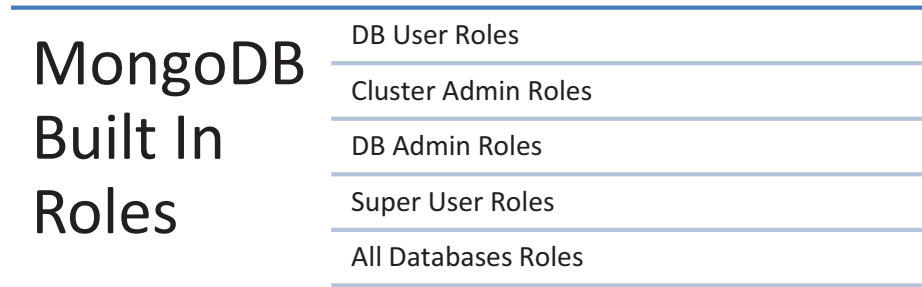 MongoDB
Built In
Roles
DB User Roles
Cluster Admin Roles
DB Admin Roles
Super User Roles
All Databases Roles